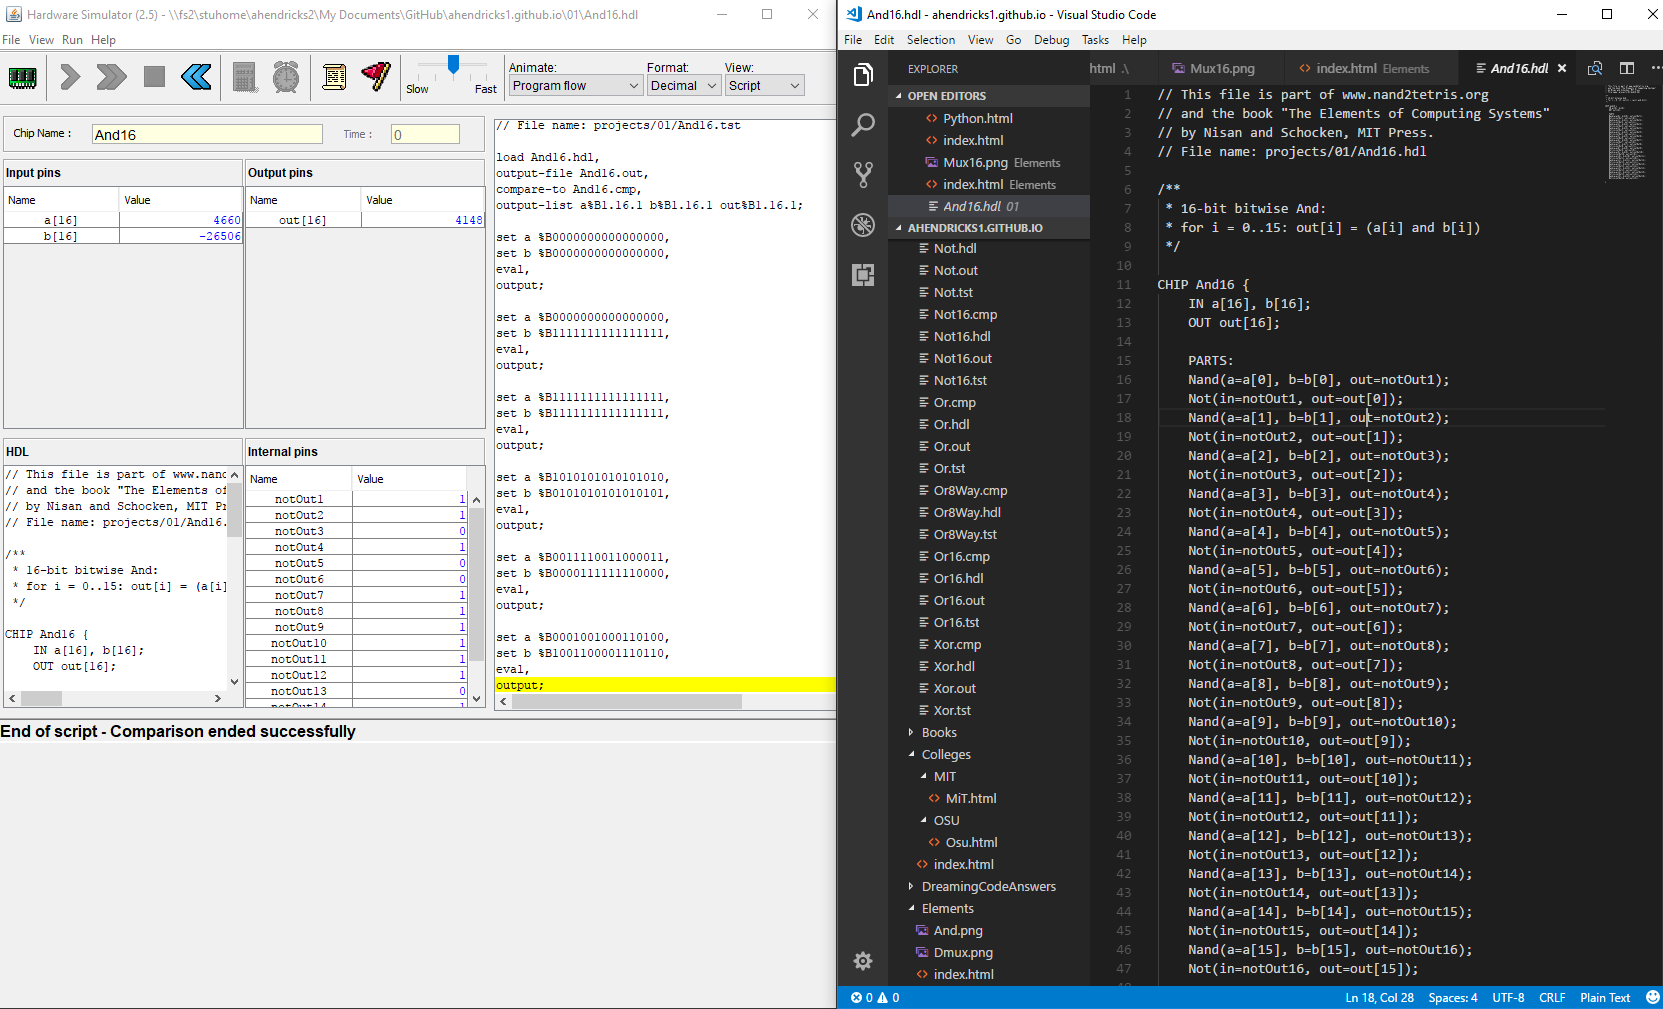 Hardware Simulator (2.5) - \\fs2\stuhome\ahendricks2\My Documents\GitHub\ahendricks1.github.io\01\And16.hdl
File View Run Help
Slow Fast
Animate: Format: View:
Program flow Decimal Script
Chip Name : And16 Time : 0
Input pins
Name Value
a[16] 4660
b[16] -26506
Output pins
Name Value
out[16] 4148
HDL
// This file is part of www.nand
// and the book "The Elements of
// by Nisan and Schocken, MIT Pr
// File name: projects/01/And16.
/**
* 16-bit bitwise And:
* for i = 0..15: out[i] = (a[i]
*/
CHIP And16 {
IN a[16], b[16];
OUT out[16];
Internal pins
Name Value
notOut1 1
notOut2 1
notOut3 0
notOut4 1
notOut5 0
notOut6 0
notOut7 1
notOut8 1
notOut9 1
notOut10 1
notOut11 1
notOut12 1
notOut13 0
notOut14 1
// File name: projects/01/And16.tst
load And16.hdl,
output-file And16.out,
compare-to And16.cmp,
output-list a%B1.16.1 b%B1.16.1 out%B1.16.1;
set a %B0000000000000000,
set b %B0000000000000000,
eval,
output;
set a %B0000000000000000,
set b %B1111111111111111,
eval,
output;
set a %B1111111111111111,
set b %B1111111111111111,
eval,
output;
set a %B1010101010101010,
set b %B0101010101010101,
eval,
output;
set a %B0011110011000011,
set b %B0000111111110000,
eval,
output;
set a %B0001001000110100,
set b %B1001100001110110,
eval,
output;
End of script - Comparison ended successfully
And16.hdl - ahendricks1.github.io - Visual Studio Code
File Edit Selection View Go Debug Tasks Help
EXPLORER
OPEN EDITORS
Python.html
index.html
Mux16.png Elements
index.html Elements
And16.hdl 01
AHENDRICKS1.GITHUB.IO
Not.hdl
Not.out
Not.tst
Not16.cmp
Not16.hdl
Not16.out
Not16.tst
Or.cmp
Or.hdl
Or.out
Or.tst
Or8Way.cmp
Or8Way.hdl
Or8Way.tst
Or16.cmp
Or16.hdl
Or16.out
Or16.tst
Xor.cmp
Xor.hdl
Xor.out
Xor.tst
Books
Colleges
MIT
MiT.html
OSU
Osu.html
index.html
DreamingCodeAnswers
Elements
And.png
Dmux.png
index.html
html .\ Mux16.png index.html Elements And16.hdl
1 // This file is part of www.nand2tetris.org
2 // and the book "The Elements of Computing Systems"
3 // by Nisan and Schocken, MIT Press.
4 // File name: projects/01/And16.hdl
5
6 /**
7 * 16-bit bitwise And:
8 * for i = 0..15: out[i] = (a[i] and b[i])
9 */
10
11 CHIP And16 {
12 IN a[16], b[16];
13 OUT out[16];
14
15 PARTS:
16 Nand(a=a[0], b=b[0], out=notOut1);
17 Not(in=notOut1, out=out[0]);
18 Nand(a=a[1], b=b[1], out=notOut2);
19 Not(in=notOut2, out=out[1]);
20 Nand(a=a[2], b=b[2], out=notOut3);
21 Not(in=notOut3, out=out[2]);
22 Nand(a=a[3], b=b[3], out=notOut4);
23 Not(in=notOut4, out=out[3]);
24 Nand(a=a[4], b=b[4], out=notOut5);
25 Not(in=notOut5, out=out[4]);
26 Nand(a=a[5], b=b[5], out=notOut6);
27 Not(in=notOut6, out=out[5]);
28 Nand(a=a[6], b=b[6], out=notOut7);
29 Not(in=notOut7, out=out[6]);
30 Nand(a=a[7], b=b[7], out=notOut8);
31 Not(in=notOut8, out=out[7]);
32 Nand(a=a[8], b=b[8], out=notOut9);
33 Not(in=notOut9, out=out[8]);
34 Nand(a=a[9], b=b[9], out=notOut10);
35 Not(in=notOut10, out=out[9]);
36 Nand(a=a[10], b=b[10], out=notOut11);
37 Not(in=notOut11, out=out[10]);
38 Nand(a=a[11], b=b[11], out=notOut12);
39 Not(in=notOut12, out=out[11]);
40 Nand(a=a[12], b=b[12], out=notOut13);
41 Not(in=notOut13, out=out[12]);
42 Nand(a=a[13], b=b[13], out=notOut14);
43 Not(in=notOut14, out=out[13]);
44 Nand(a=a[14], b=b[14], out=notOut15);
45 Not(in=notOut15, out=out[14]);
46 Nand(a=a[15], b=b[15], out=notOut16);
47 Not(in=notOut16, out=out[15]);
0 0 Ln 18, Col 28 Spaces: 4 UTF-8 CRLF Plain Text